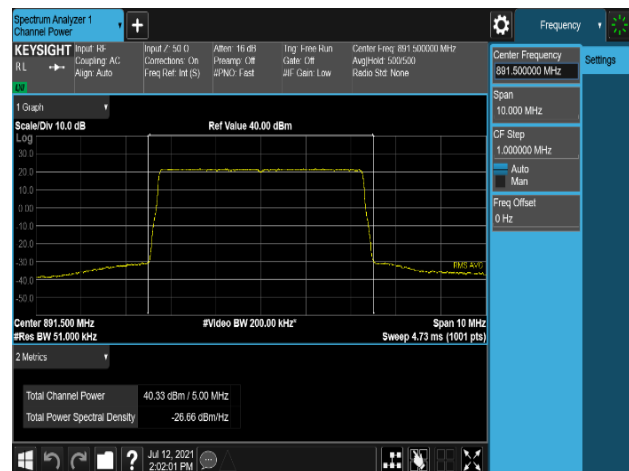 Spectrum Analyzer 1
Channel Power
+
Frequency
KEYSIGHT
RL
Input: RF
Coupling: AC
Align: Auto
Input Z: 50 Ω
Corrections: On
Freq Ref: Int (S)
Atten: 16 dB
Preamp: Off
#PNO: Fast
Trig: Free Run
Gate: Off
#IF Gain: Low
Center Freq: 891.500000 MHz
Avg|Hold: 500/500
Radio Std: None
1 Graph
Scale/Div 10.0 dB
Ref Value 40.00 dBm
Log
30.0
20.0
10.0
0.00
-10.0
-20.0
-30.0
-40.0
-50.0
RMS AVG
Center 891.500 MHz
#Video BW 200.00 kHz*
Span 10 MHz
#Res BW 51.000 kHz
Sweep 4.73 ms (1001 pts)
2 Metrics
Total Channel Power 40.33 dBm / 5.00 MHz
Total Power Spectral Density -26.66 dBm/Hz
?
Jul 12, 2021
2:02:01 PM
Center Frequency
891.500000 MHz
Settings
Span
10.000 MHz
CF Step
1.000000 MHz
Auto
Man
Freq Offset
0 Hz